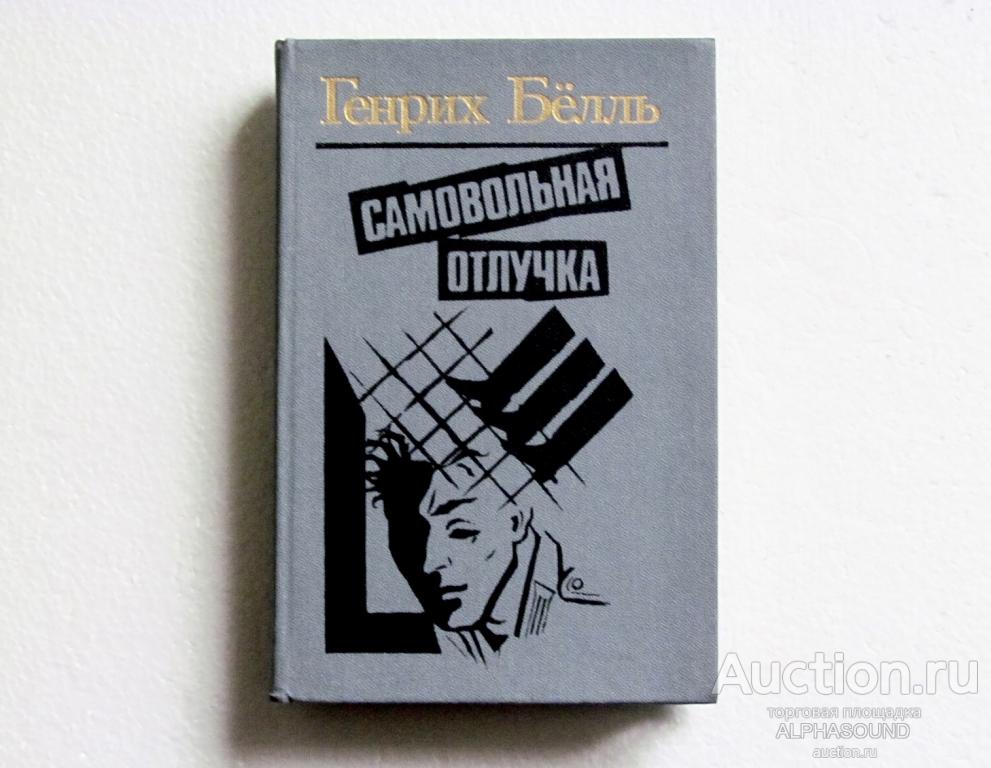 Генрих Бёлль
САМОВОЛЬНАЯ
ОТЛУЧКА
Auction.ru
торговая площадка
ALPHASOUND
auction.ru